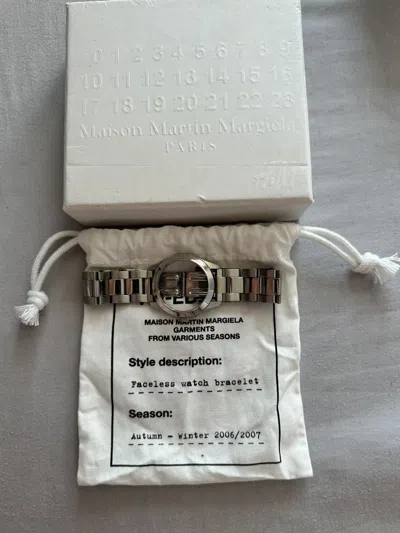 0 1 2 3 4 5 6 7 8 9
10 11 12 13 14 15 16
17 18 19 20 21 22 23
Maison Martin Margiela
PARIS
MAISON MARTIN MARGIELA
GARMENTS
FROM VARIOUS SEASONS
Style description:
Faceless watch bracelet
Season:
Autumn - Winter 2006/2007